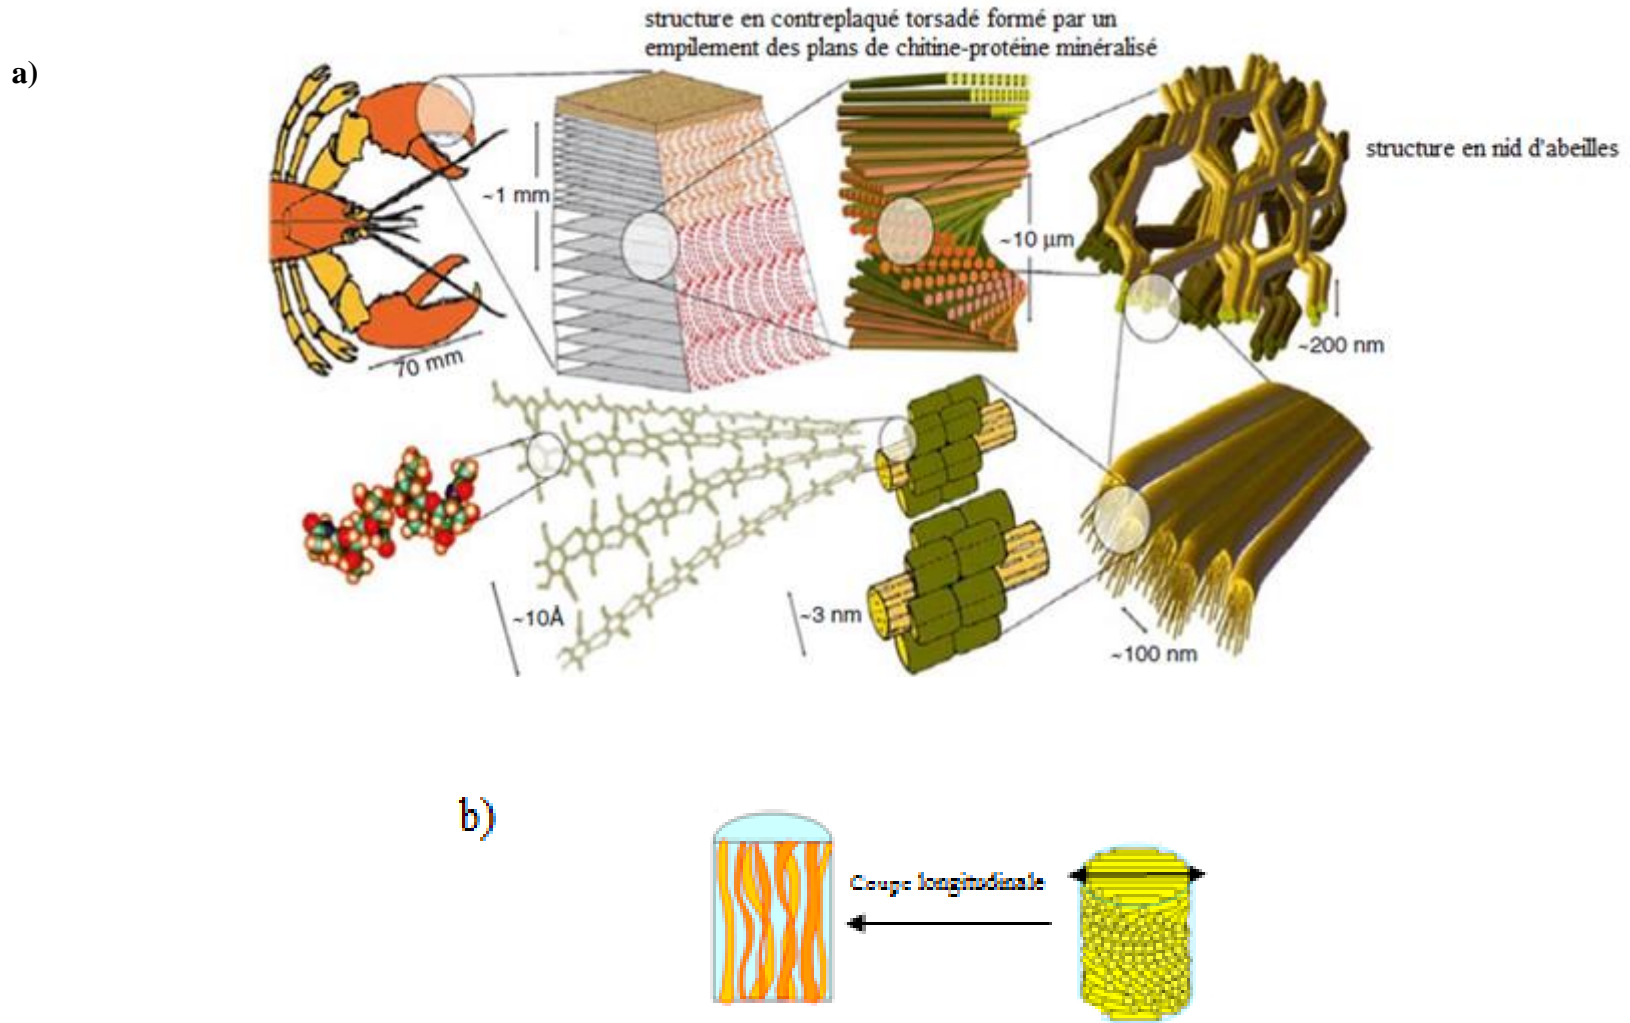 structure en contreplaqué torsadé formé par un
empilement des plans de chitine-protéine minéralisé
a)
structure en nid d'abeilles
~1 mm
~10 µm
~200 nm
70 mm
~10Å
~3 nm
~100 nm
b)
Coupe longitudinale